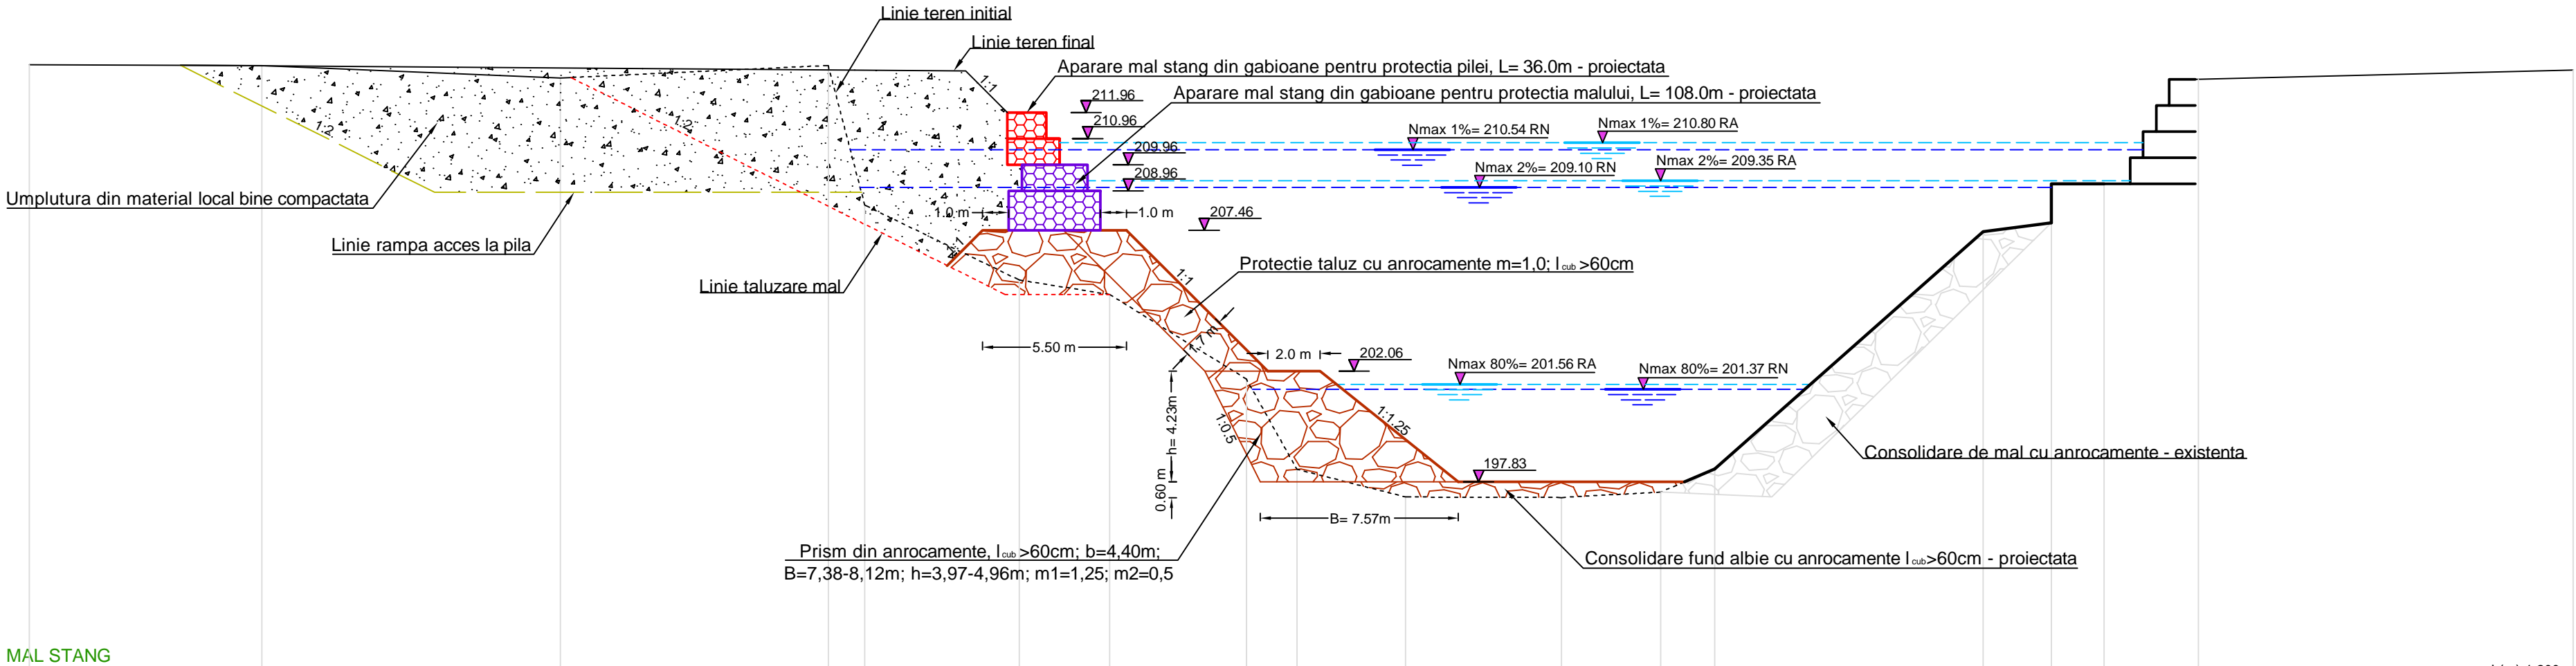 Linie teren initial
Linie teren final
Aparare mal stang din gabioane pentru protectia pilei, L= 36.0m - proiectata
Aparare mal stang din gabioane pentru protectia malului, L= 108.0m - proiectata
1:1
211.96
210.96
209.96
208.96
Nmax 1%= 210.54 RN
Nmax 1%= 210.80 RA
Nmax 2%= 209.10 RN
Nmax 2%= 209.35 RA
1:2
1:2
Umplutura din material local bine compactata
1.0 m
1.0 m
207.46
Linie rampa acces la pila
1:1
Linie taluzare mal
Protectie taluz cu anrocamente m=1,0; l cub >60cm
1:1
1.7 m
5.50 m
2.0 m
202.06
Nmax 80%= 201.56 RA
Nmax 80%= 201.37 RN
h= 4.23m
1:0.5
1:1.25
0.60 m
197.83
Consolidare de mal cu anrocamente - existenta
B= 7.57m
Prism din anrocamente, l cub >60cm; b=4,40m;
B=7,38-8,12m; h=3,97-4,96m; m1=1,25; m2=0,5
Consolidare fund albie cu anrocamente l cub >60cm - proiectata
MAL STANG